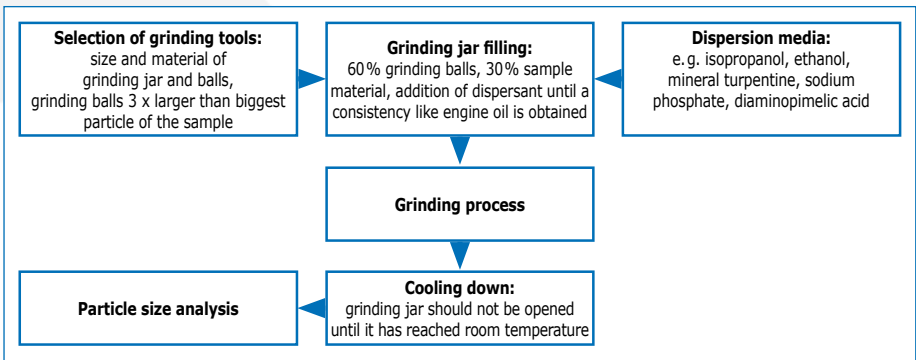 Selection of grinding tools:
size and material of
grinding jar and balls,
grinding balls 3 x larger than biggest
particle of the sample
Grinding jar filling:
60% grinding balls, 30% sample
material, addition of dispersant until a
consistency like engine oil is obtained
Dispersion media:
e.g. isopropanol, ethanol,
mineral turpentine, sodium
phosphate, diaminopimelic acid
Grinding process
Cooling down:
grinding jar should not be opened
until it has reached room temperature
Particle size analysis